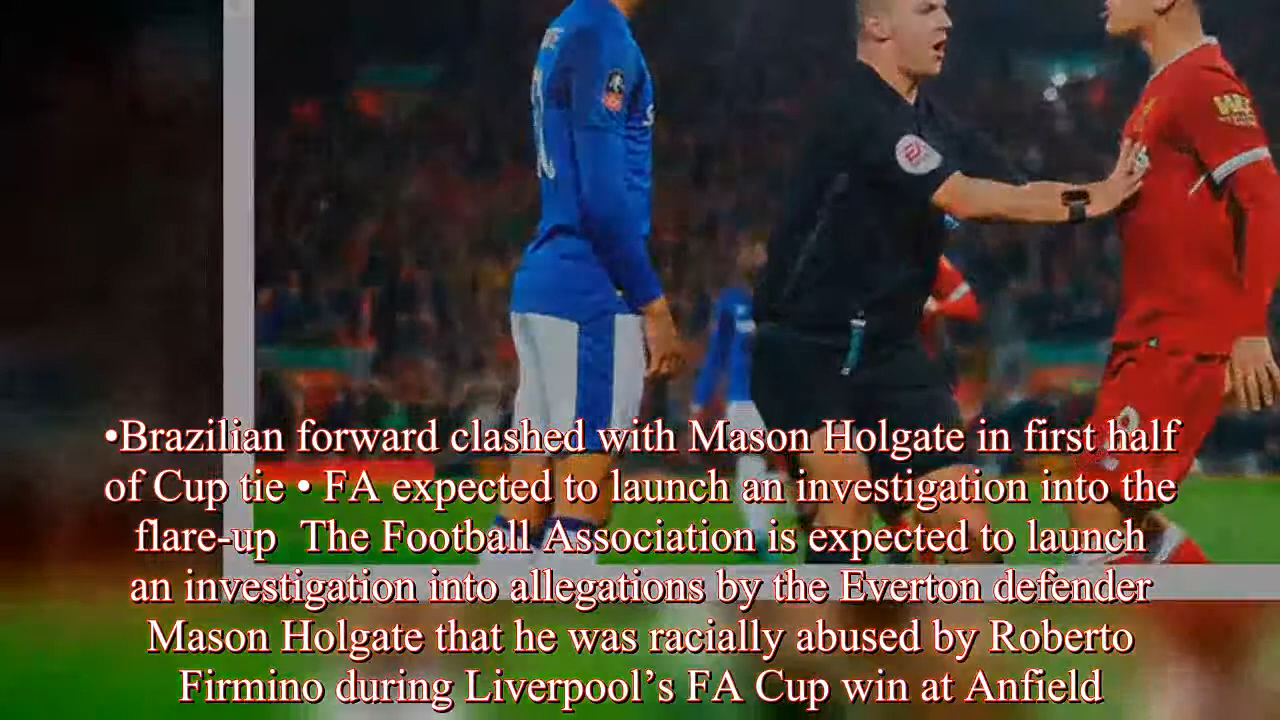 •Brazilian forward clashed with Mason Holgate in first half
of Cup tie • FA expected to launch an investigation into the
flare-up  The Football Association is expected to launch
an investigation into allegations by the Everton defender
Mason Holgate that he was racially abused by Roberto
Firmino during Liverpool’s FA Cup win at Anfield